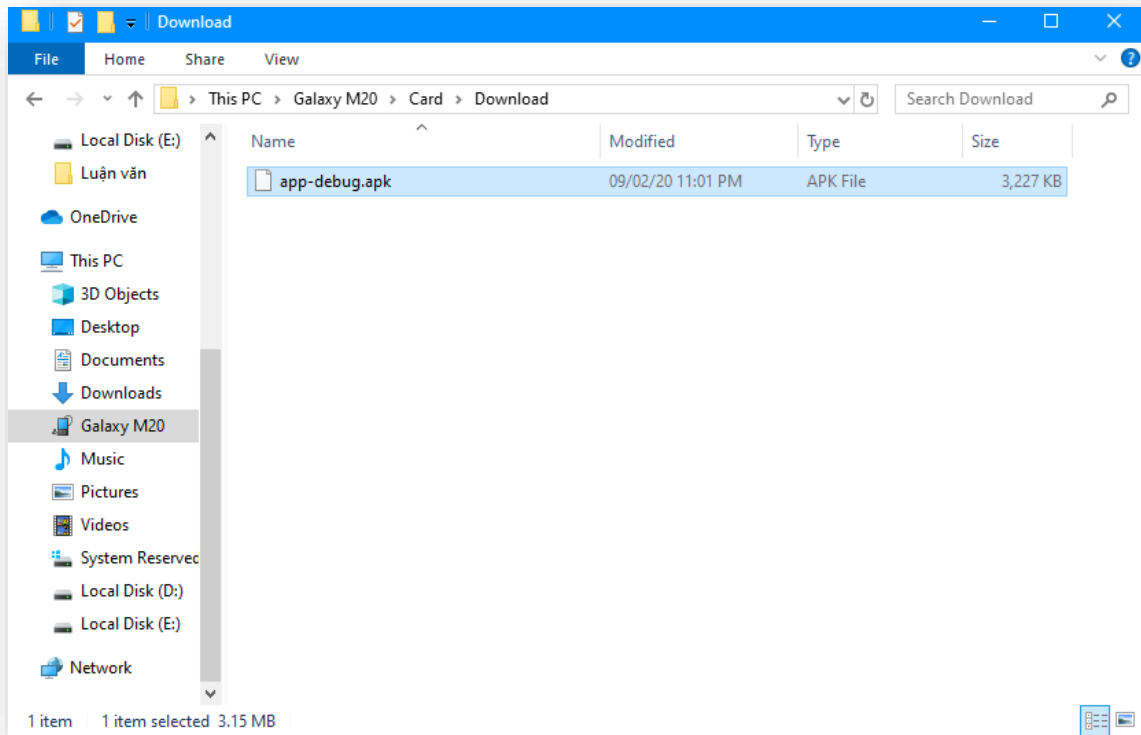 Download
File Home Share View
This PC > Galaxy M20 > Card > Download
Search Download
Local Disk (E:)
Luận văn
OneDrive
This PC
3D Objects
Desktop
Documents
Downloads
Galaxy M20
Music
Pictures
Videos
System Reserved
Local Disk (D:)
Local Disk (E:)
Network
Name Modified Type Size
app-debug.apk 09/02/20 11:01 PM APK File 3,227 KB
1 item 1 item selected 3.15 MB